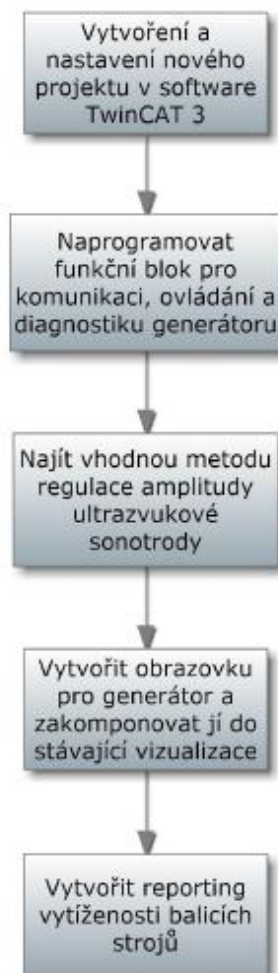 Vytvoření a
nastavení nového
projektu v software
TwinCAT 3
Naprogramovat
funkční blok pro
komunikaci, ovládání a
diagnostiku generátoru
Najít vhodnou metodu
regulace amplitudy
ultrazvukové
sonotrody
Vytvořit obrazovku
pro generátor a
zakomponovat jí do
stávající vizualizace
Vytvořit reporting
vytíženosti balicích
strojů